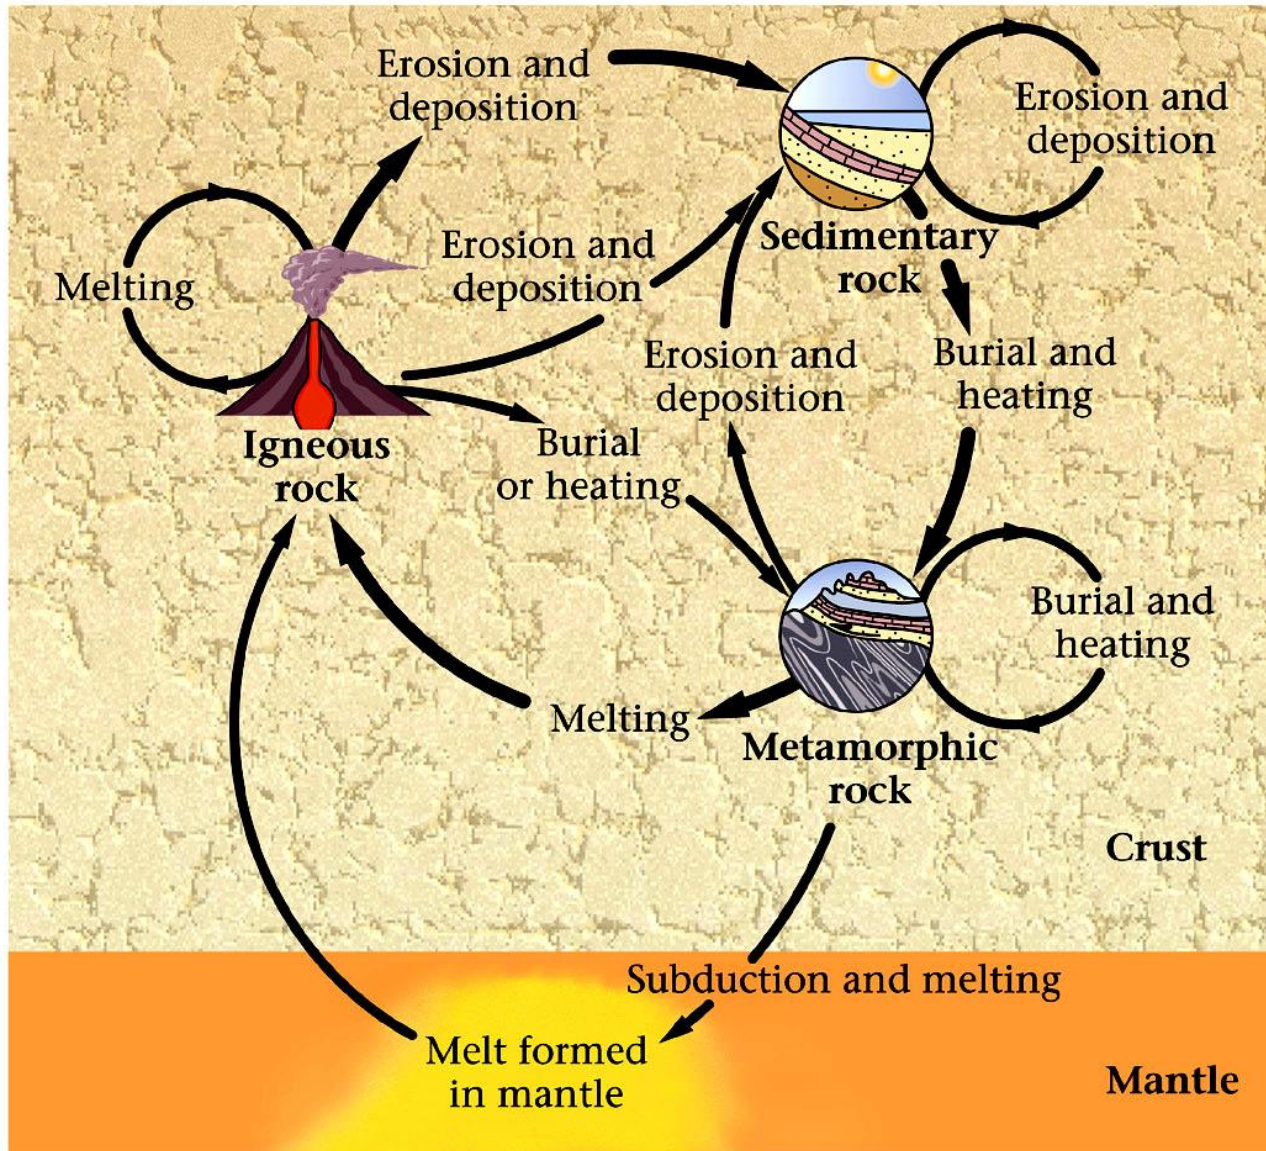 Erosion and
deposition
Erosion and
deposition
Melting
Erosion and
deposition
Sedimentary
rock
Erosion and
deposition
Burial and
heating
Igneous
rock
Burial
or heating
Burial and
heating
Melting
Metamorphic
rock
Crust
Subduction and melting
Melt formed
in mantle
Mantle